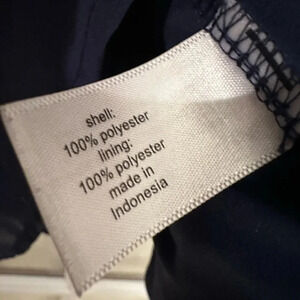 shell:
100% polyester
lining:
100% polyester
made in
Indonesia